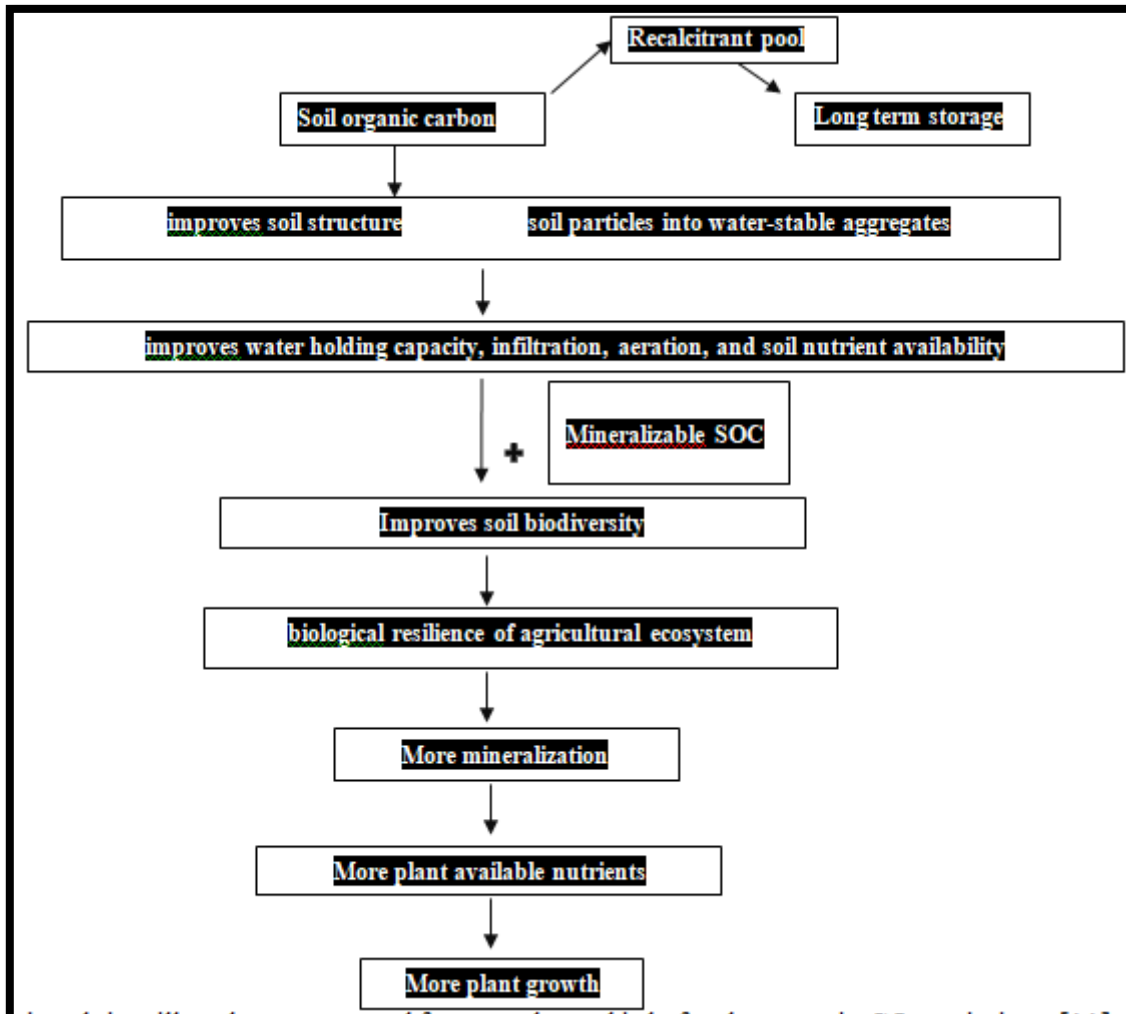 Recalcitrant pool
Soil organic carbon
Long term storage
improves soil structure soil particles into water-stable aggregates
improves water holding capacity, infiltration, aeration, and soil nutrient availability
+
Mineralizable SOC
Improves soil biodiversity
biological resilience of agricultural ecosystem
More mineralization
More plant available nutrients
More plant growth